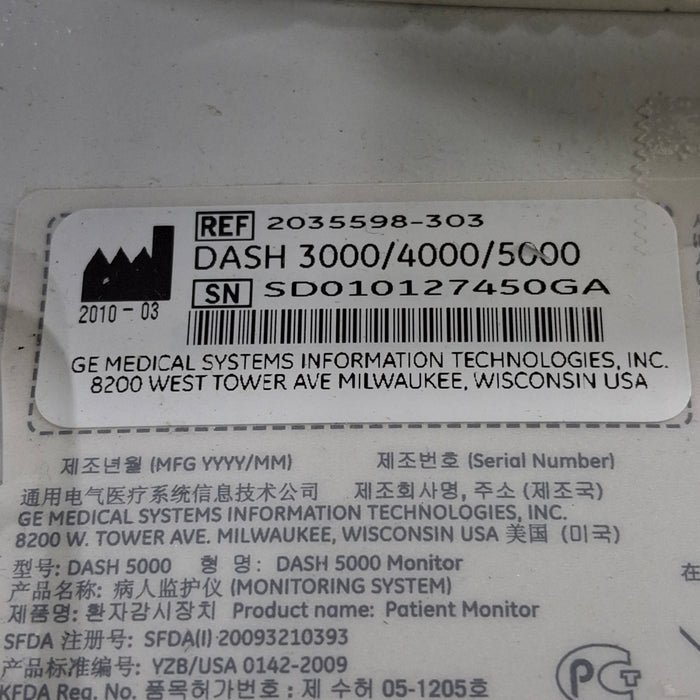 REF 2035598-303
DASH 3000/4000/5000
SN SD010127450GA
2010-03
GE MEDICAL SYSTEMS INFORMATION TECHNOLOGIES, INC.
8200 WEST TOWER AVE MILWAUKEE, WISCONSIN USA
제조년월 (MFG YYYY/MM) 제조번호 (Serial Number)
通用电气医疗系统信息技术公司 제조회사명, 주소 (제조국)
GE MEDICAL SYSTEMS INFORMATION TECHNOLOGIES, INC.
8200 W. TOWER AVE. MILWAUKEE, WISCONSIN USA 美国 (미국)
型号: DASH 5000 형 명: DASH 5000 Monitor
产品名称: 病人监护仪 (MONITORING SYSTEM)
제품명: 환자감시장치 Product name: Patient Monitor
SFDA 注册号: SFDA(I) 20093210393
产品标准编号: YZB/USA 0142-2009
KFDA Reg. No. 품목허가번호 : 제 수허 05-1205호
在